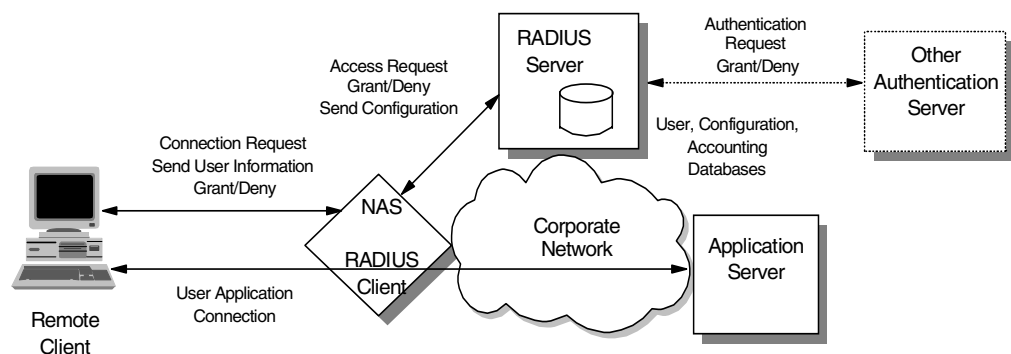 RADIUS
Server
Authentication
Request
Grant/Deny
Other
Authentication
Server
Access Request
Grant/Deny
Send Configuration
User, Configuration,
Accounting
Databases
Connection Request
Send User Information
Grant/Deny
NAS
RADIUS
Client
Corporate
Network
Application
Server
User Application
Connection
Remote
Client